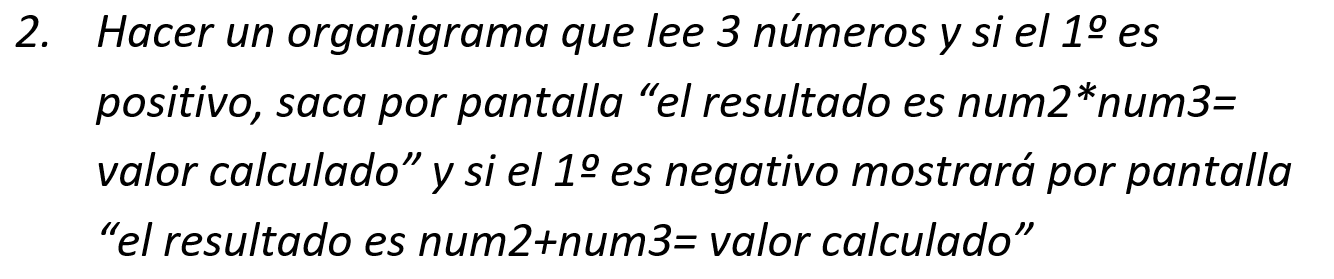 2. Hacer un organigrama que lee 3 números y si el 1º es
positivo, saca por pantalla “el resultado es num2*num3=
valor calculado” y si el 1º es negativo mostrará por pantalla
“el resultado es num2+num3= valor calculado”